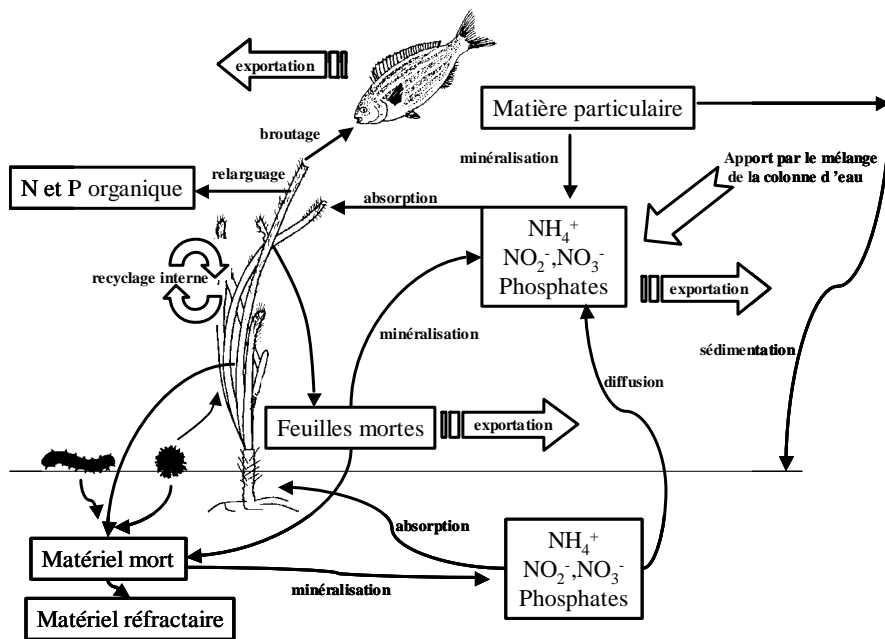 exportation
broutage
Matière particulaire
minéralisation
Apport par le mélange
de la colonne d 'eau
N et P organique
relarguage
absorption
NH₄⁺
NO₂⁻,NO₃⁻
Phosphates
recyclage interne
exportation
minéralisation
sédimentation
diffusion
Feuilles mortes
exportation
absorption
Matériel mort
minéralisation
NH₄⁺
NO₂⁻,NO₃⁻
Phosphates
Matériel réfractaire